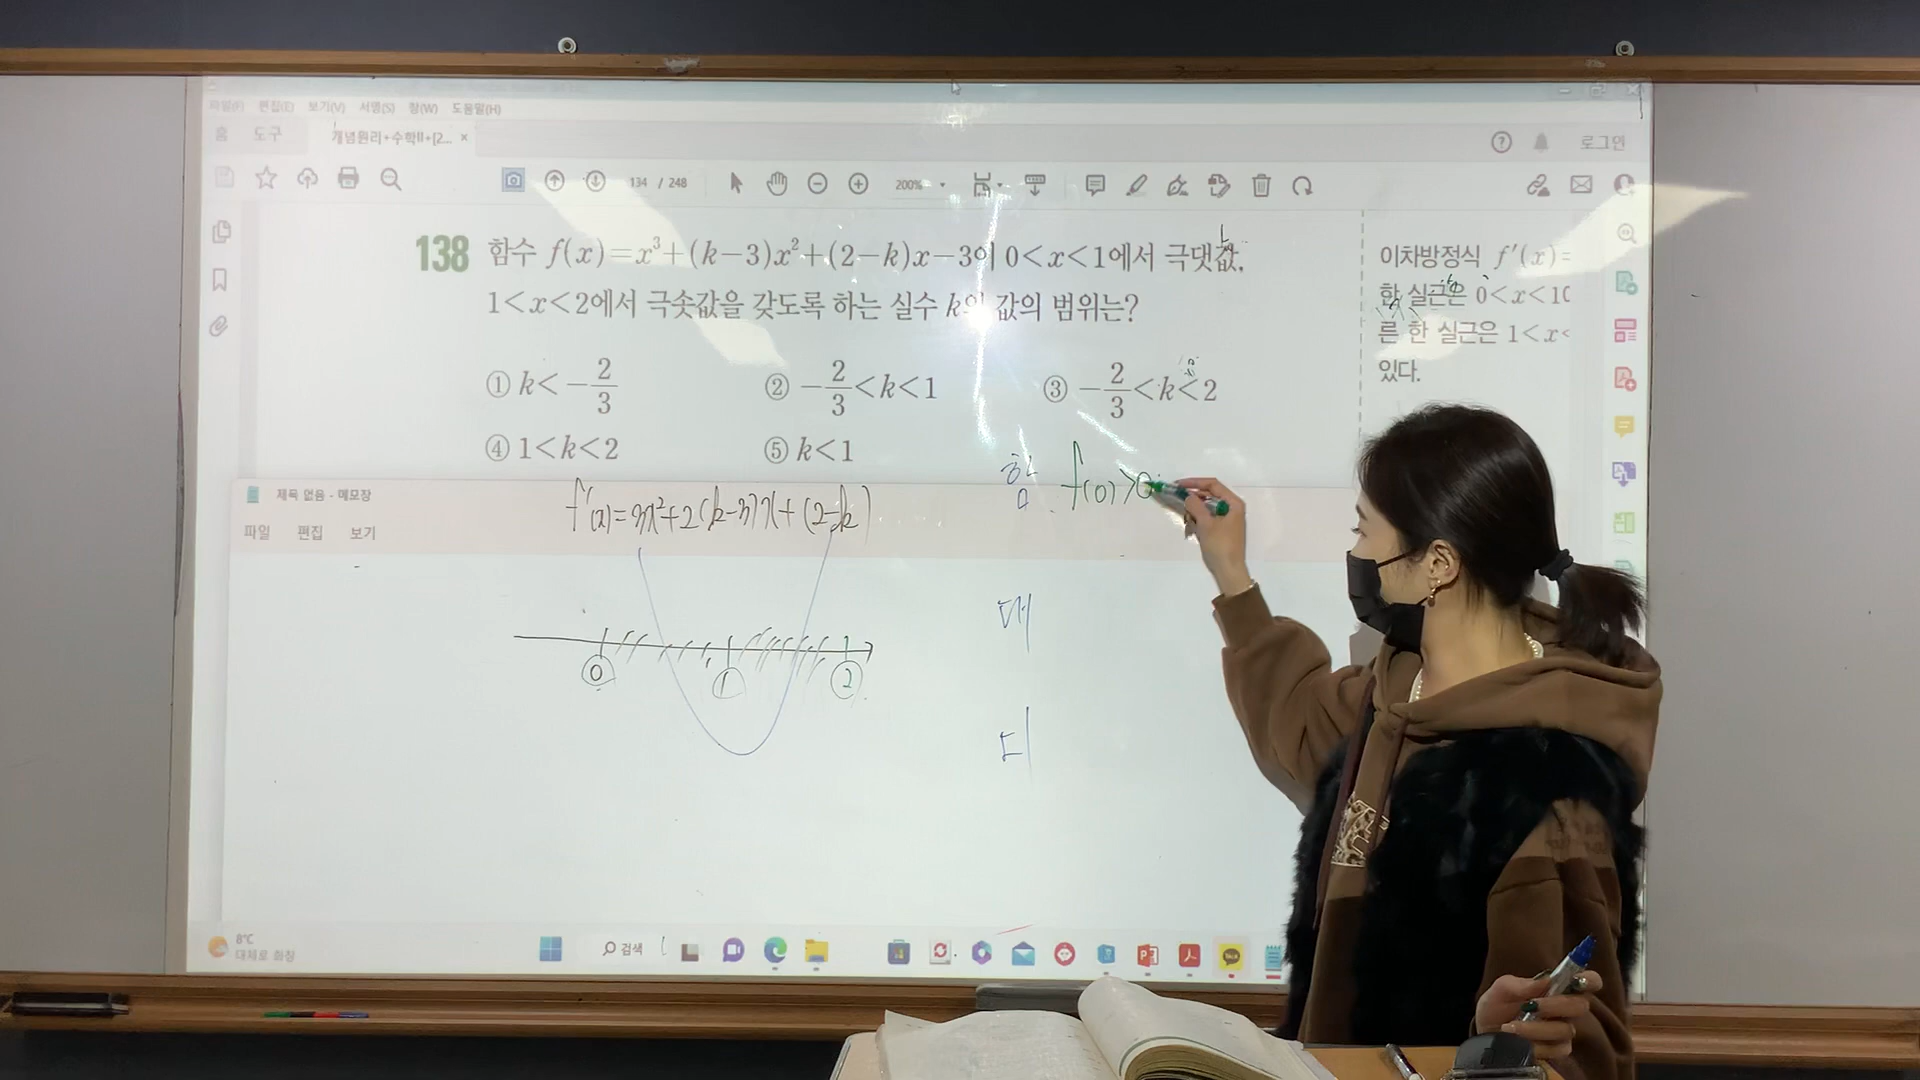 파일(F) 편집(E) 보기(V) 서명(S) 창(W) 도움말(H)
홈 도구 개념원리+수학II+[2... × 로그인
134 / 248 200%
138 함수 f(x)=x³+(k-3)x²+(2-k)x-3이 0<x<1에서 극댓값,
1<x<2에서 극솟값을 갖도록 하는 실수 k의 값의 범위는?
① k<-2/3 ② -2/3<k<1 ③ -2/3<k<2
④ 1<k<2 ⑤ k<1
이차방정식 f'(x)=
한 실근은 0<x<1
른 한 실근은 1<x<
있다.
제목 없음 - 메모장
파일 편집 보기
f'(x)=3x²+2(k-3)x+(2-k)
함 f(0)>0
0 1 2
대
8°C
대체로 화창
검색